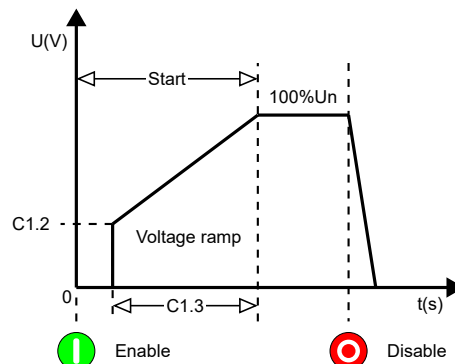 U(V)
Start
100%Un
C1.2
Voltage ramp
0
C1.3
t(s)
Enable
Disable